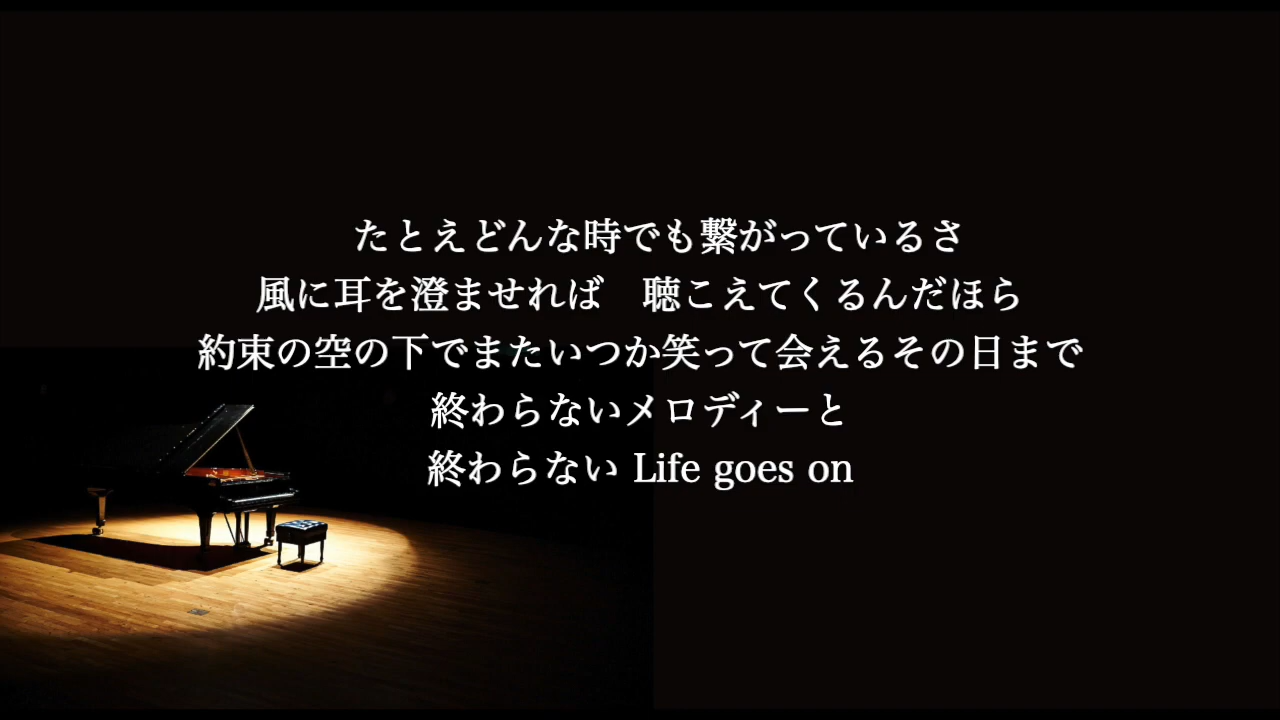 たとえどんな時でも繋がっているさ
風に耳を澄ませれば　聴こえてくるんだほら
約束の空の下でまたいつか笑って会えるその日まで
終わらないメロディーと
終わらない Life goes on